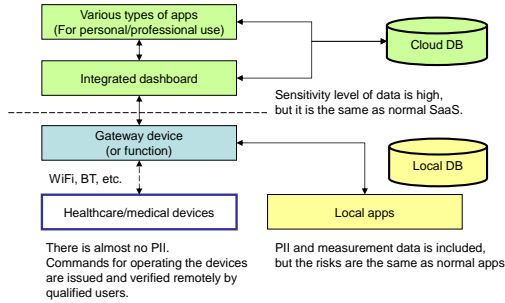 Various types of apps
(For personal/professional use)
Cloud DB
Integrated dashboard
Sensitivity level of data is high,
but it is the same as normal SaaS.
Gateway device
(or function)
Local DB
WiFi, BT, etc.
Healthcare/medical devices
Local apps
There is almost no PII.
Commands for operating the devices
are issued and verified remotely by
qualified users.
PII and measurement data is included,
but the risks are the same as normal apps